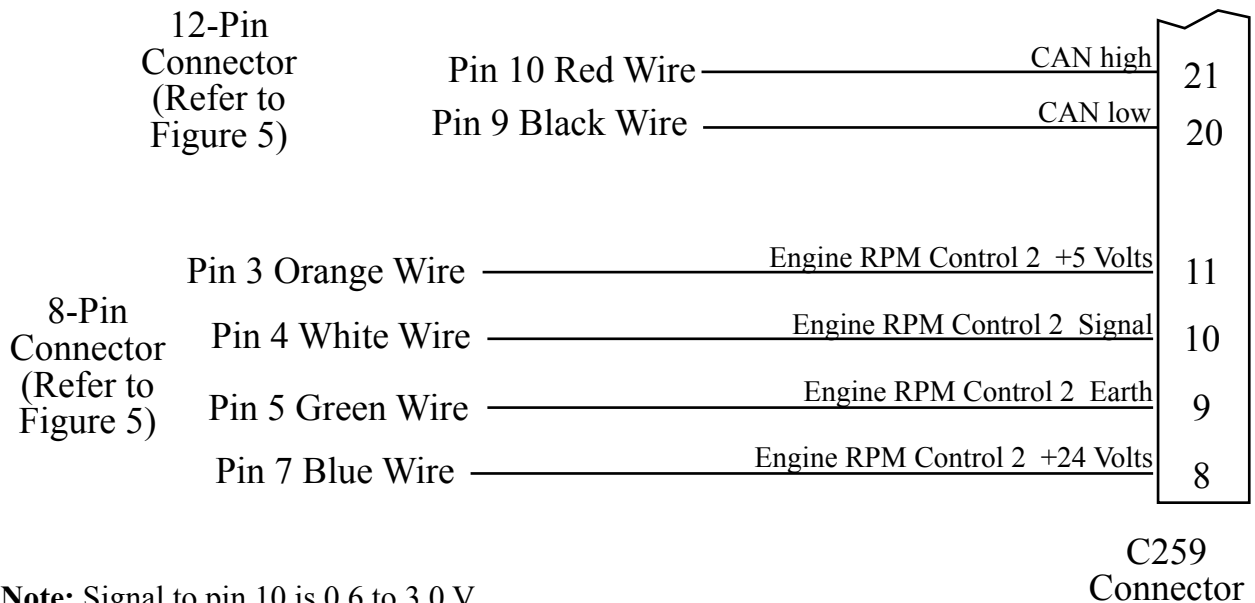 12-Pin
Connector
(Refer to
Figure 5)
Pin 10 Red Wire CAN high 21
Pin 9 Black Wire CAN low 20
8-Pin
Connector
(Refer to
Figure 5)
Pin 3 Orange Wire Engine RPM Control 2 +5 Volts 11
Pin 4 White Wire Engine RPM Control 2 Signal 10
Pin 5 Green Wire Engine RPM Control 2 Earth 9
Pin 7 Blue Wire Engine RPM Control 2 +24 Volts 8
C259
Connector
Note: Signal to pin 10 is 0.6 to 3.0 V